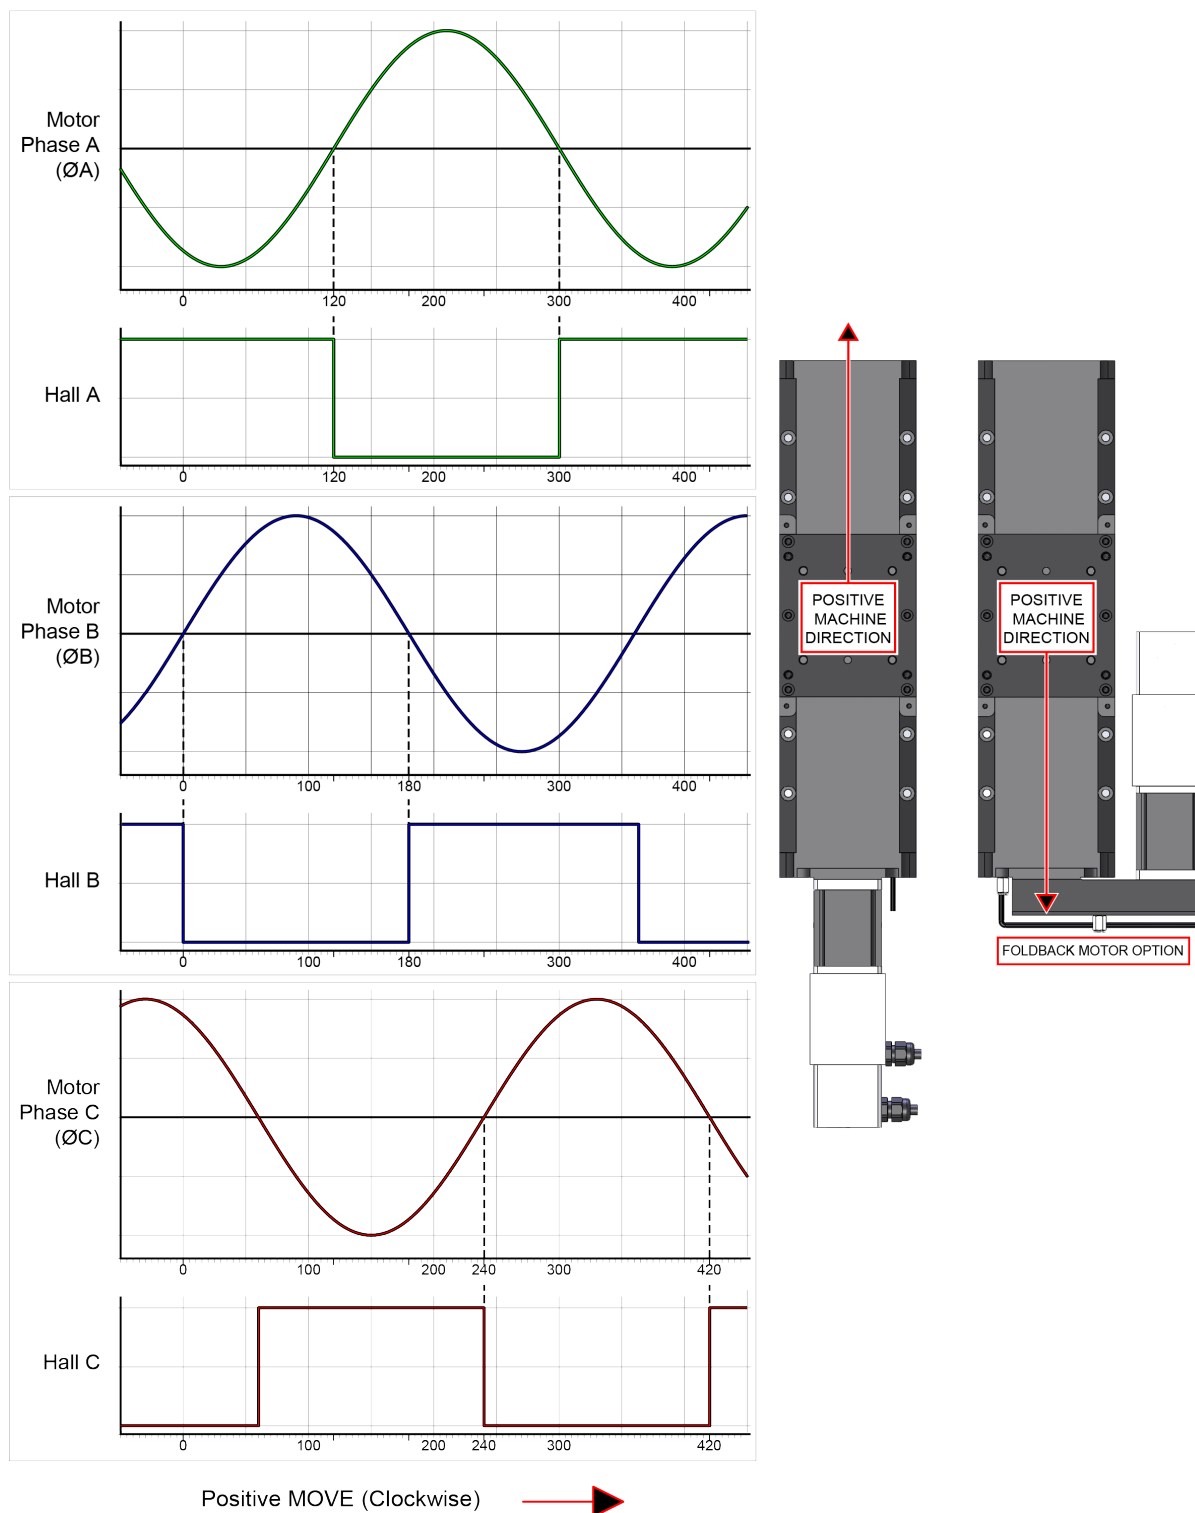 Motor
Phase A
(ØA)
0 120 200 300 400
Hall A
0 120 200 300 400
Motor
Phase B
(ØB)
0 100 180 300 400
Hall B
0 100 180 300 400
Motor
Phase C
(ØC)
0 100 200 240 300 420
Hall C
0 100 200 240 300 420
Positive MOVE (Clockwise)
POSITIVE
MACHINE
DIRECTION
POSITIVE
MACHINE
DIRECTION
FOLDBACK MOTOR OPTION